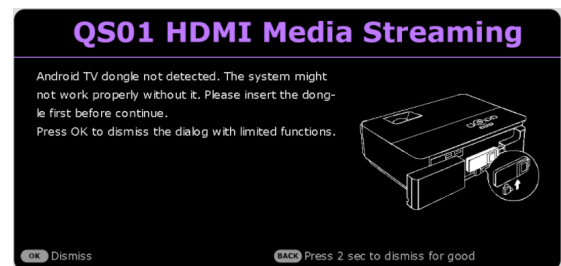 QS01 HDMI Media Streaming
Android TV dongle not detected. The system might
not work properly without it. Please insert the dong-
le first before continue.
Press OK to dismiss the dialog with limited functions.
OK Dismiss
BACK Press 2 sec to dismiss for good